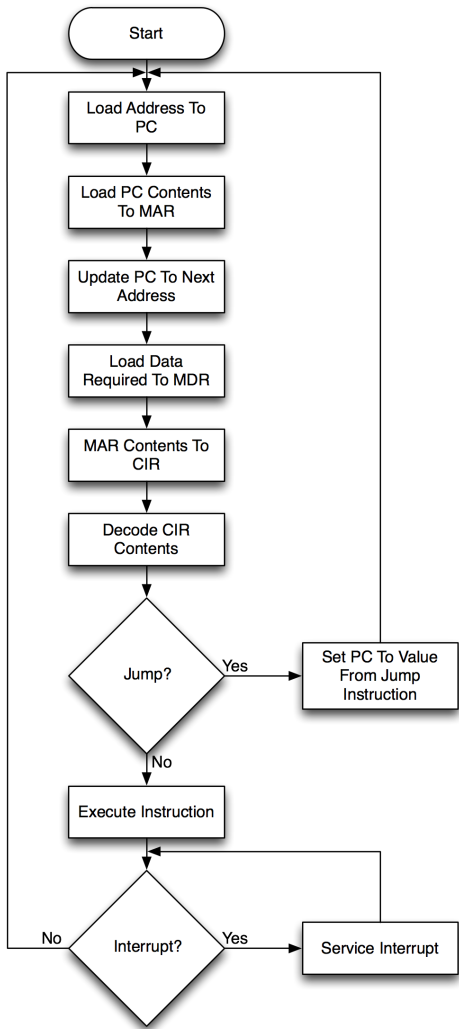 Start
Load Address To
PC
Load PC Contents
To MAR
Update PC To Next
Address
Load Data
Required To MDR
MAR Contents To
CIR
Decode CIR
Contents
Jump?
Yes
Set PC To Value
From Jump
Instruction
No
Execute Instruction
No
Interrupt?
Yes
Service Interrupt